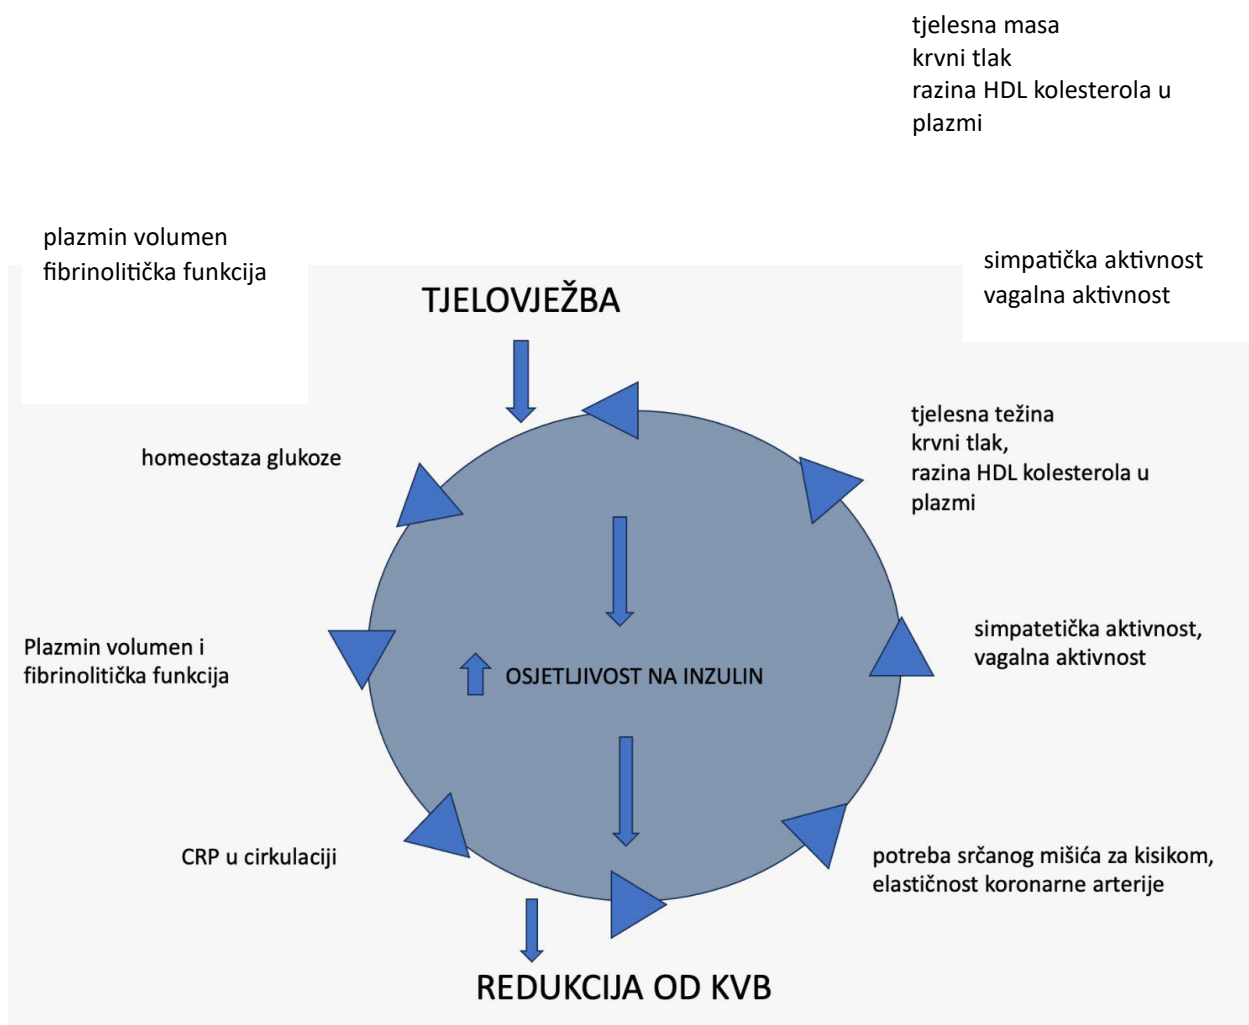 tjelesna masa
krvni tlak
razina HDL kolesterola u
plazmi
plazmin volumen
fibrinolitička funkcija
simpatička aktivnost
vagalna aktivnost
TJELOVJEŽBA
tjelesna težina
krvni tlak,
razina HDL kolesterola u
plazmi
homeostaza glukoze
simpatetička aktivnost,
vagalna aktivnost
Plazmin volumen i
fibrinolitička funkcija
OSJETLJIVOST NA INZULIN
CRP u cirkulaciji
potreba srčanog mišića za kisikom,
elastičnost koronarne arterije
REDUKCIJA OD KVB